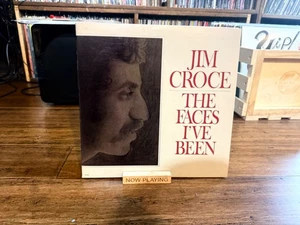 JIM
CROCE
THE
FACES
I'VE
BEEN
NOW PLAYING